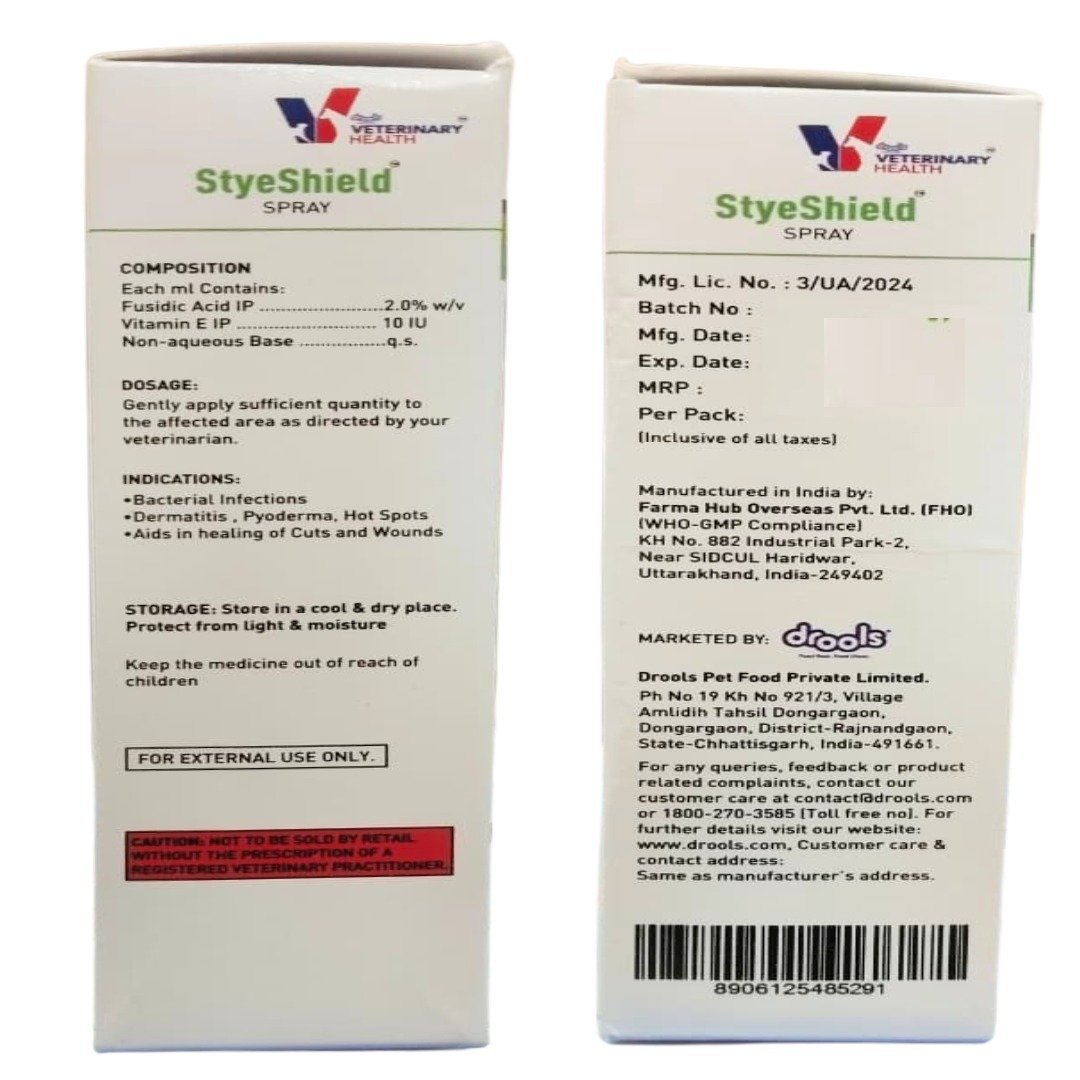 VETERINARY™
HEALTH
StyeShield™
SPRAY
COMPOSITION
Each ml Contains:
Fusidic Acid IP ........................2.0% w/v
Vitamin E IP ........................ 10 IU
Non-aqueous Base .................q.s.
DOSAGE:
Gently apply sufficient quantity to
the affected area as directed by your
veterinarian.
INDICATIONS:
•Bacterial Infections
•Dermatitis , Pyoderma, Hot Spots
•Aids in healing of Cuts and Wounds
STORAGE: Store in a cool & dry place.
Protect from light & moisture
Keep the medicine out of reach of
children
FOR EXTERNAL USE ONLY.
CAUTION: NOT TO BE SOLD BY RETAIL
WITHOUT THE PRESCRIPTION OF A
REGISTERED VETERINARY PRACTITIONER.
VETERINARY™
HEALTH
StyeShield™
SPRAY
Mfg. Lic. No. : 3/UA/2024
Batch No :
Mfg. Date:
Exp. Date:
MRP :
Per Pack:
(Inclusive of all taxes)
Manufactured in India by:
Farma Hub Overseas Pvt. Ltd. (FHO)
(WHO-GMP Compliance)
KH No. 882 Industrial Park-2,
Near SIDCUL Haridwar,
Uttarakhand, India-249402
MARKETED BY: drools
Drools Pet Food Private Limited.
Ph No 19 Kh No 921/3, Village
Amlidih Tahsil Dongargaon,
Dongargaon, District-Rajnandgaon,
State-Chhattisgarh, India-491661.
For any queries, feedback or product
related complaints, contact our
customer care at contact@drools.com
or 1800-270-3585 (Toll free no). For
further details visit our website:
www.drools.com, Customer care &
contact address:
Same as manufacturer's address.
8906125485291